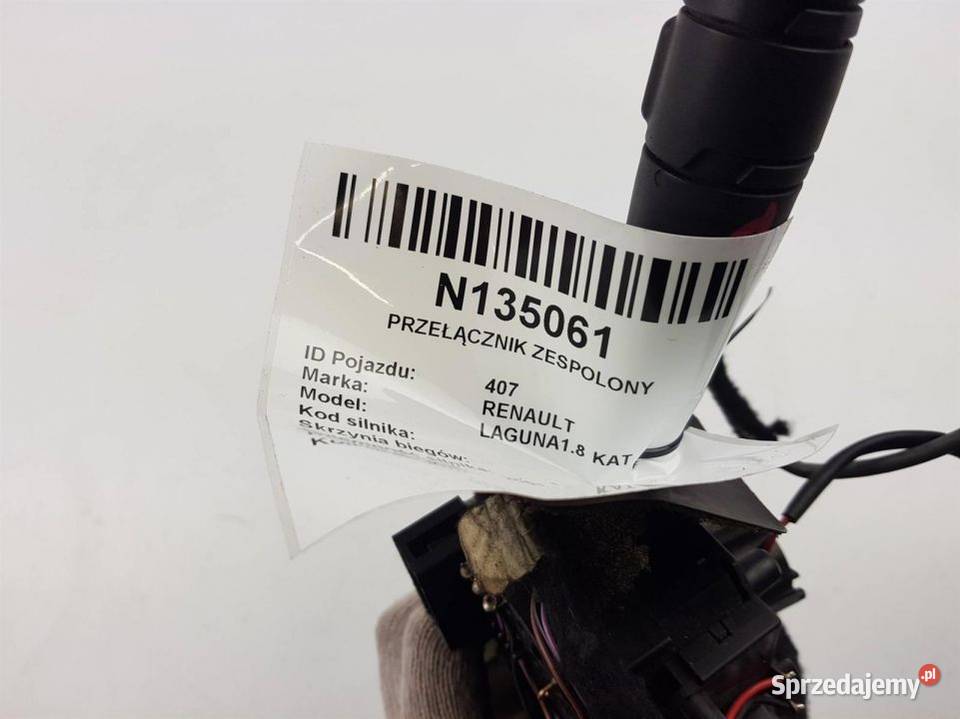 N135061
PRZEŁĄCZNIK ZESPOLONY
ID Pojazdu: 407
Marka: RENAULT
Model: LAGUNA1.8 KAT
Kod silnika:
Skrzynia biegów:
Sprzedajemy.pl